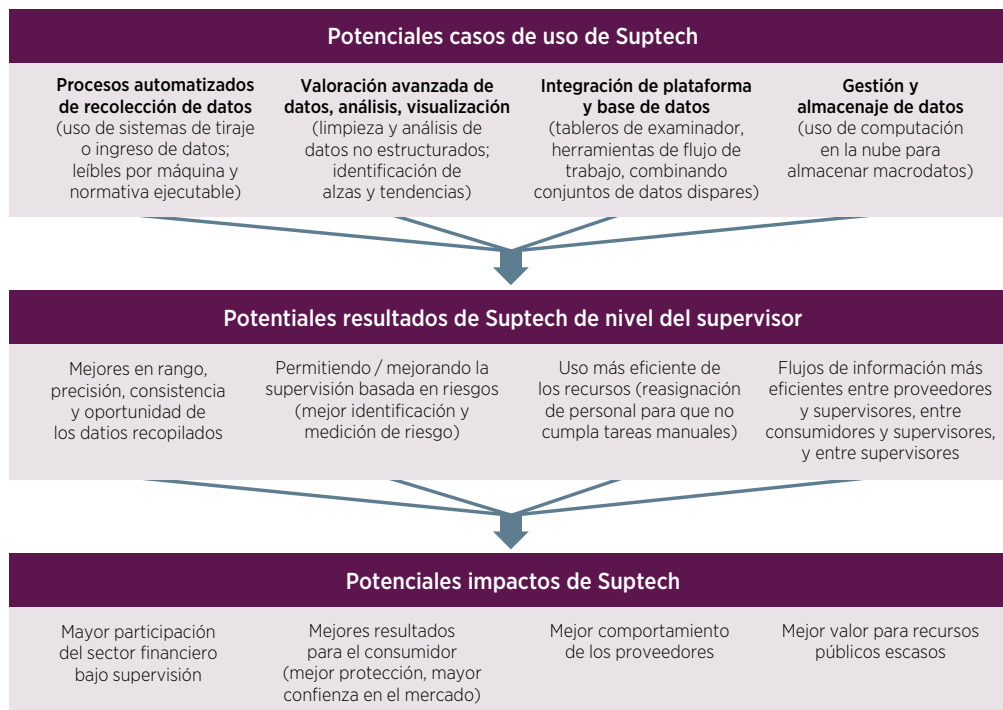 Potenciales casos de uso de Suptech
Procesos automatizados
de recolección de datos
(uso de sistemas de tiraje
o ingreso de datos;
leíbles por máquina y
normativa ejecutable)
Valoración avanzada de
datos, análisis, visualización
(limpieza y análisis de
datos no estructurados;
identificación de
alzas y tendencias)
Integración de plataforma
y base de datos
(tableros de examinador,
herramientas de flujo de
trabajo, combinando
conjuntos de datos dispares)
Gestión y
almacenaje de datos
(uso de computación
en la nube para
almacenar macrodatos)
Potentiales resultados de Suptech de nivel del supervisor
Mejores en rango,
precisión, consistencia
y oportunidad de
los datios recopilados
Permitiendo / mejorando la
supervisión basada en riesgos
(mejor identificación y
medición de riesgo)
Uso más eficiente de
los recursos (reasignación
de personal para que no
cumpla tareas manuales)
Flujos de información más
eficientes entre proveedores
y supervisores, entre
consumidores y supervisores,
y entre supervisores
Potenciales impactos de Suptech
Mayor participación
del sector financiero
bajo supervisión
Mejores resultados
para el consumidor
(mejor protección, mayor
confienza en el mercado)
Mejor comportamiento
de los proveedores
Mejor valor para recursos
públicos escasos